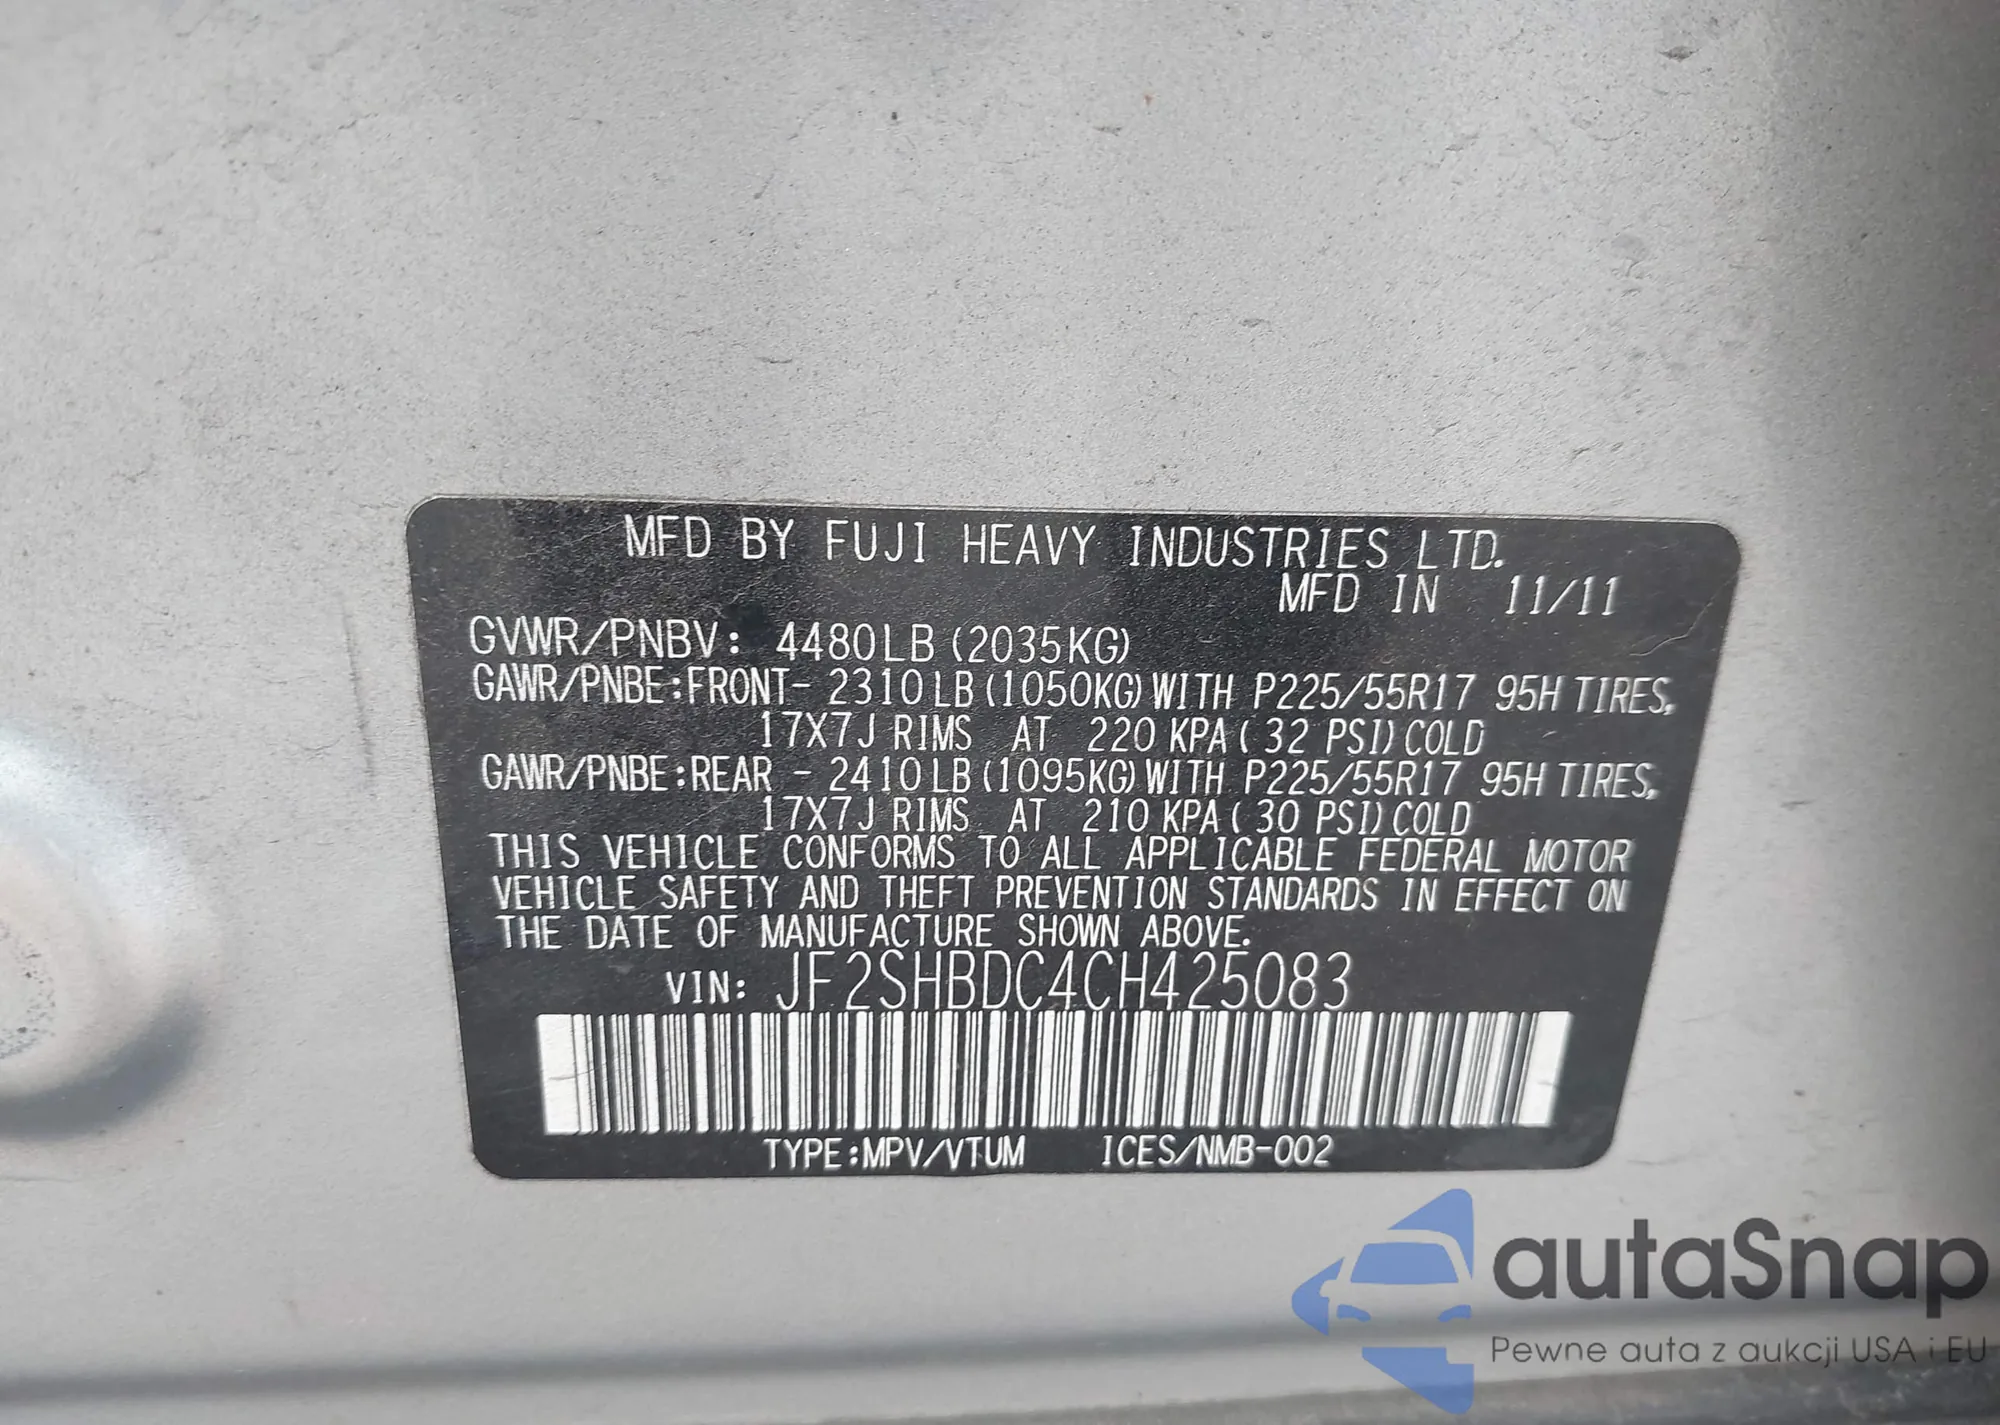 MFD BY FUJI HEAVY INDUSTRIES LTD.
MFD IN 11/11
GVWR/PNBV: 4480LB (2035KG)
GAWR/PNBE:FRONT- 2310LB (1050KG) WITH P225/55R17 95H TIRES,
17X7J RIMS AT 220 KPA ( 32 PSI) COLD
GAWR/PNBE:REAR - 2410LB (1095KG) WITH P225/55R17 95H TIRES,
17X7J RIMS AT 210 KPA ( 30 PSI) COLD
THIS VEHICLE CONFORMS TO ALL APPLICABLE FEDERAL MOTOR
VEHICLE SAFETY AND THEFT PREVENTION STANDARDS IN EFFECT ON
THE DATE OF MANUFACTURE SHOWN ABOVE.
VIN: JF2SHBDC4CH425083
TYPE:MPV/VTUM ICES/NMB-002
autaSnap
Pewne auta z aukcji USA i EU